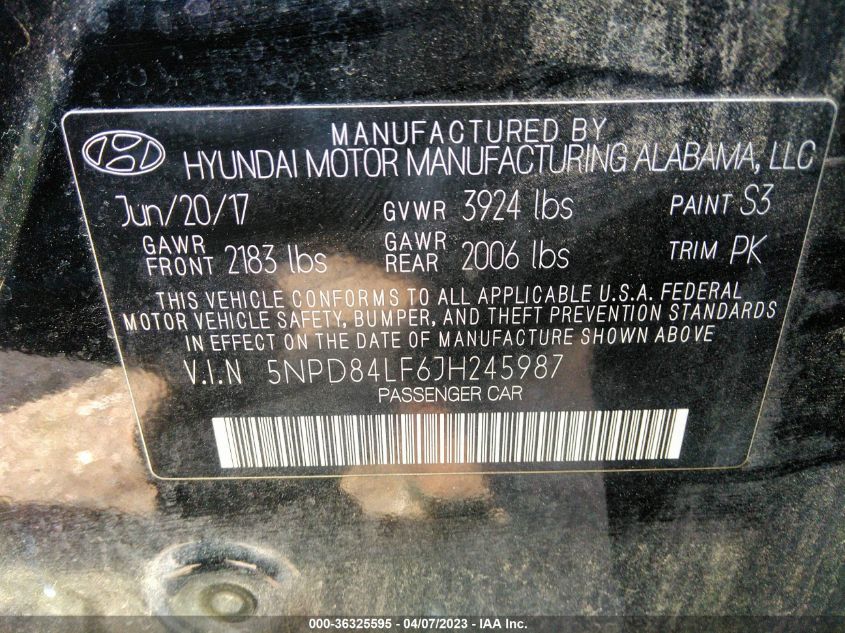 MANUFACTURED BY
HYUNDAI MOTOR MANUFACTURING ALABAMA, LLC
Jun/20/17 GVWR 3924 lbs PAINT S3
GAWR FRONT 2183 lbs GAWR REAR 2006 lbs TRIM PK
THIS VEHICLE CONFORMS TO ALL APPLICABLE U.S.A. FEDERAL
MOTOR VEHICLE SAFETY, BUMPER, AND THEFT PREVENTION STANDARDS
IN EFFECT ON THE DATE OF MANUFACTURE SHOWN ABOVE
V.I.N 5NPD84LF6JH245987
PASSENGER CAR
000-36325595 - 04/07/2023 - IAA Inc.